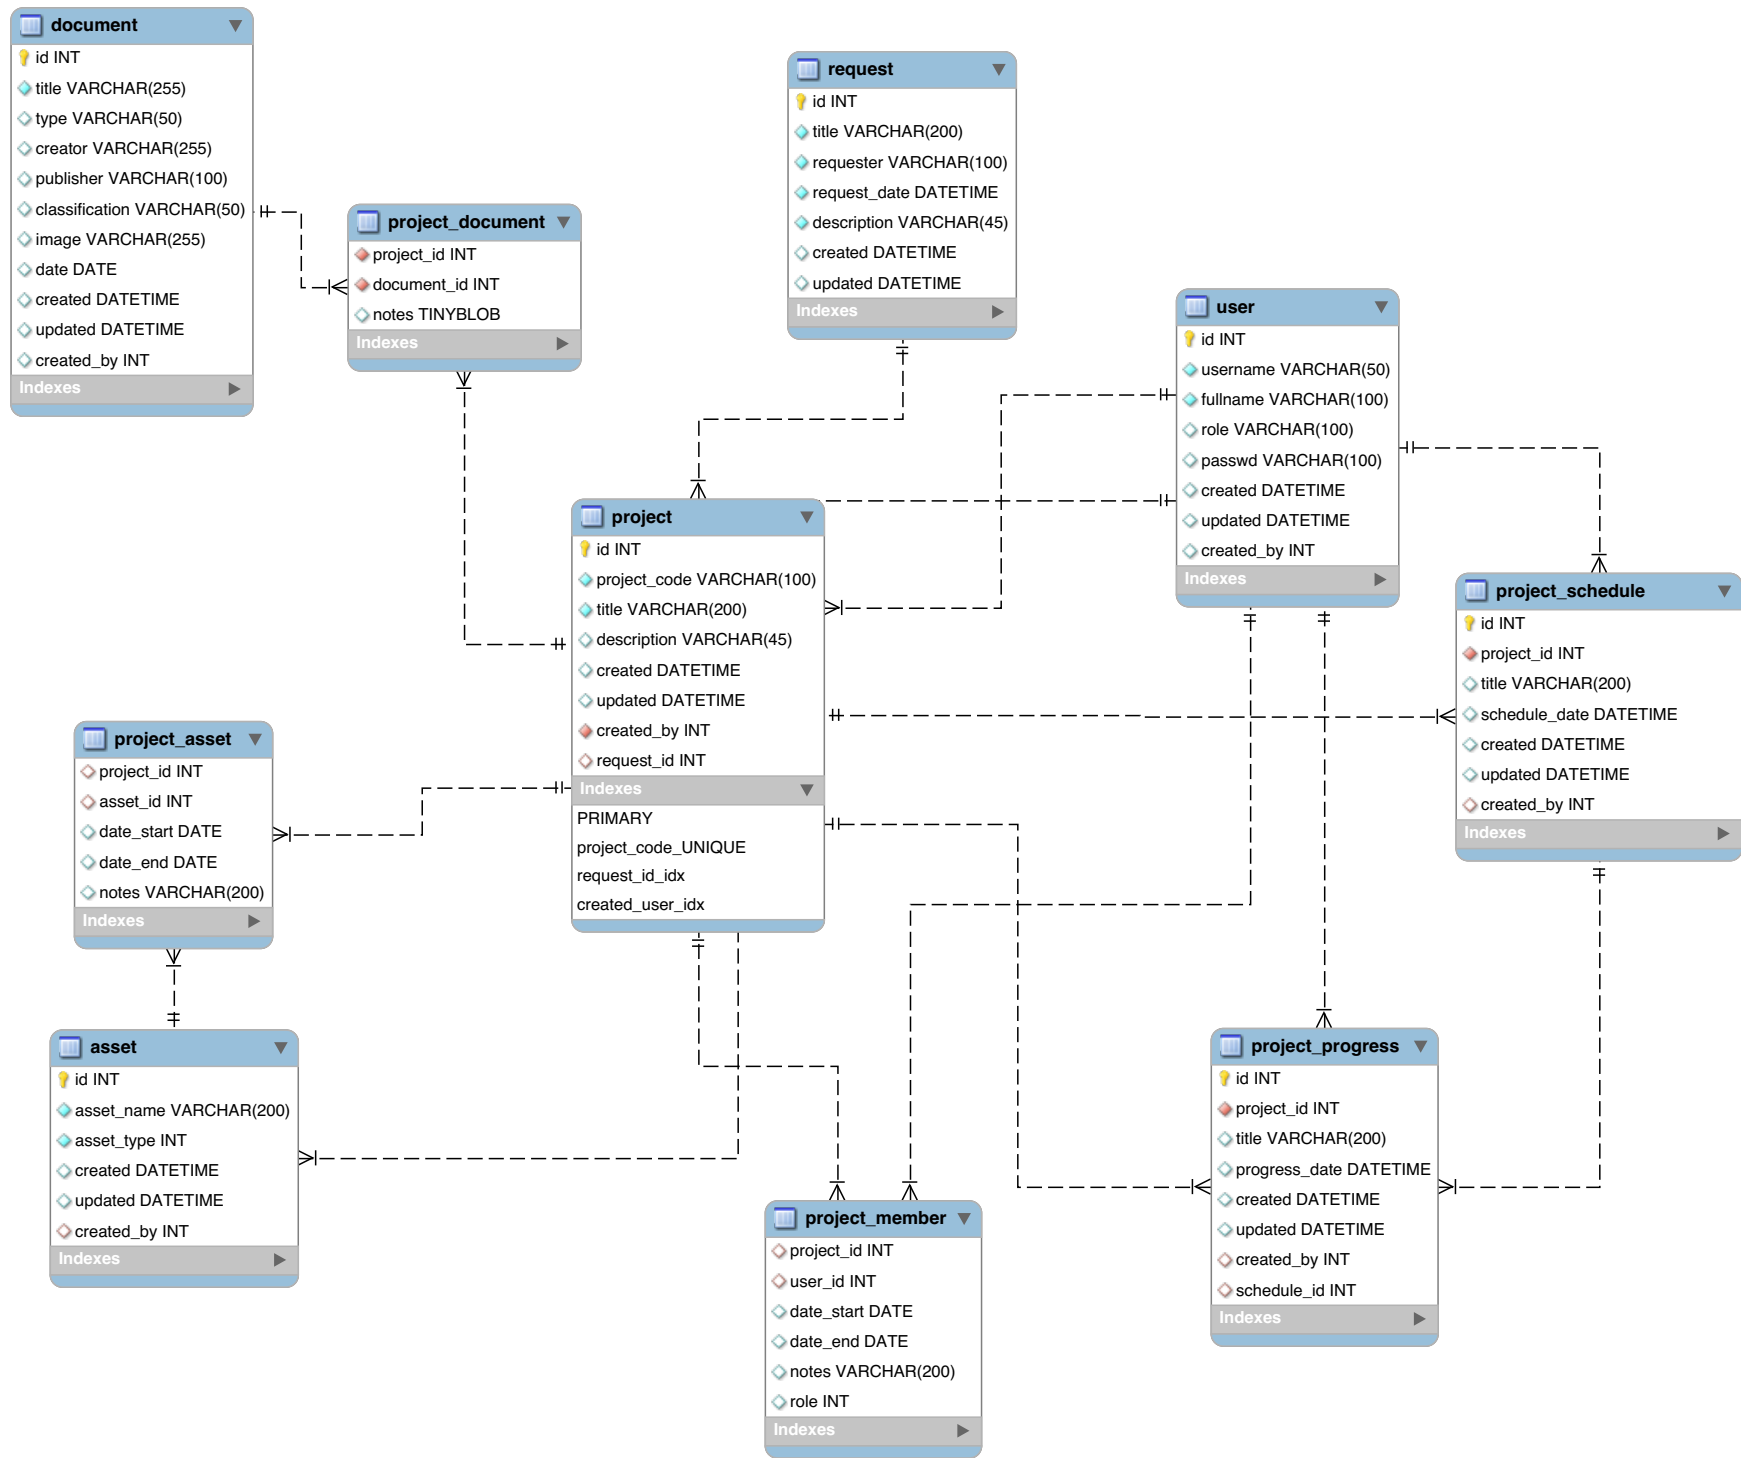 document
id INT
title VARCHAR(255)
type VARCHAR(50)
creator VARCHAR(255)
publisher VARCHAR(100)
classification VARCHAR(50)
image VARCHAR(255)
date DATE
created DATETIME
updated DATETIME
created_by INT
Indexes
project_document
project_id INT
document_id INT
notes TINYBLOB
Indexes
request
id INT
title VARCHAR(200)
requester VARCHAR(100)
request_date DATETIME
description VARCHAR(45)
created DATETIME
updated DATETIME
Indexes
user
id INT
username VARCHAR(50)
fullname VARCHAR(100)
role VARCHAR(100)
passwd VARCHAR(100)
created DATETIME
updated DATETIME
created_by INT
Indexes
project
id INT
project_code VARCHAR(100)
title VARCHAR(200)
description VARCHAR(45)
created DATETIME
updated DATETIME
created_by INT
request_id INT
Indexes
PRIMARY
project_code_UNIQUE
request_id_idx
created_user_idx
project_schedule
id INT
project_id INT
title VARCHAR(200)
schedule_date DATETIME
created DATETIME
updated DATETIME
created_by INT
Indexes
project_asset
project_id INT
asset_id INT
date_start DATE
date_end DATE
notes VARCHAR(200)
Indexes
asset
id INT
asset_name VARCHAR(200)
asset_type INT
created DATETIME
updated DATETIME
created_by INT
Indexes
project_member
project_id INT
user_id INT
date_start DATE
date_end DATE
notes VARCHAR(200)
role INT
Indexes
project_progress
id INT
project_id INT
title VARCHAR(200)
progress_date DATETIME
created DATETIME
updated DATETIME
created_by INT
schedule_id INT
Indexes